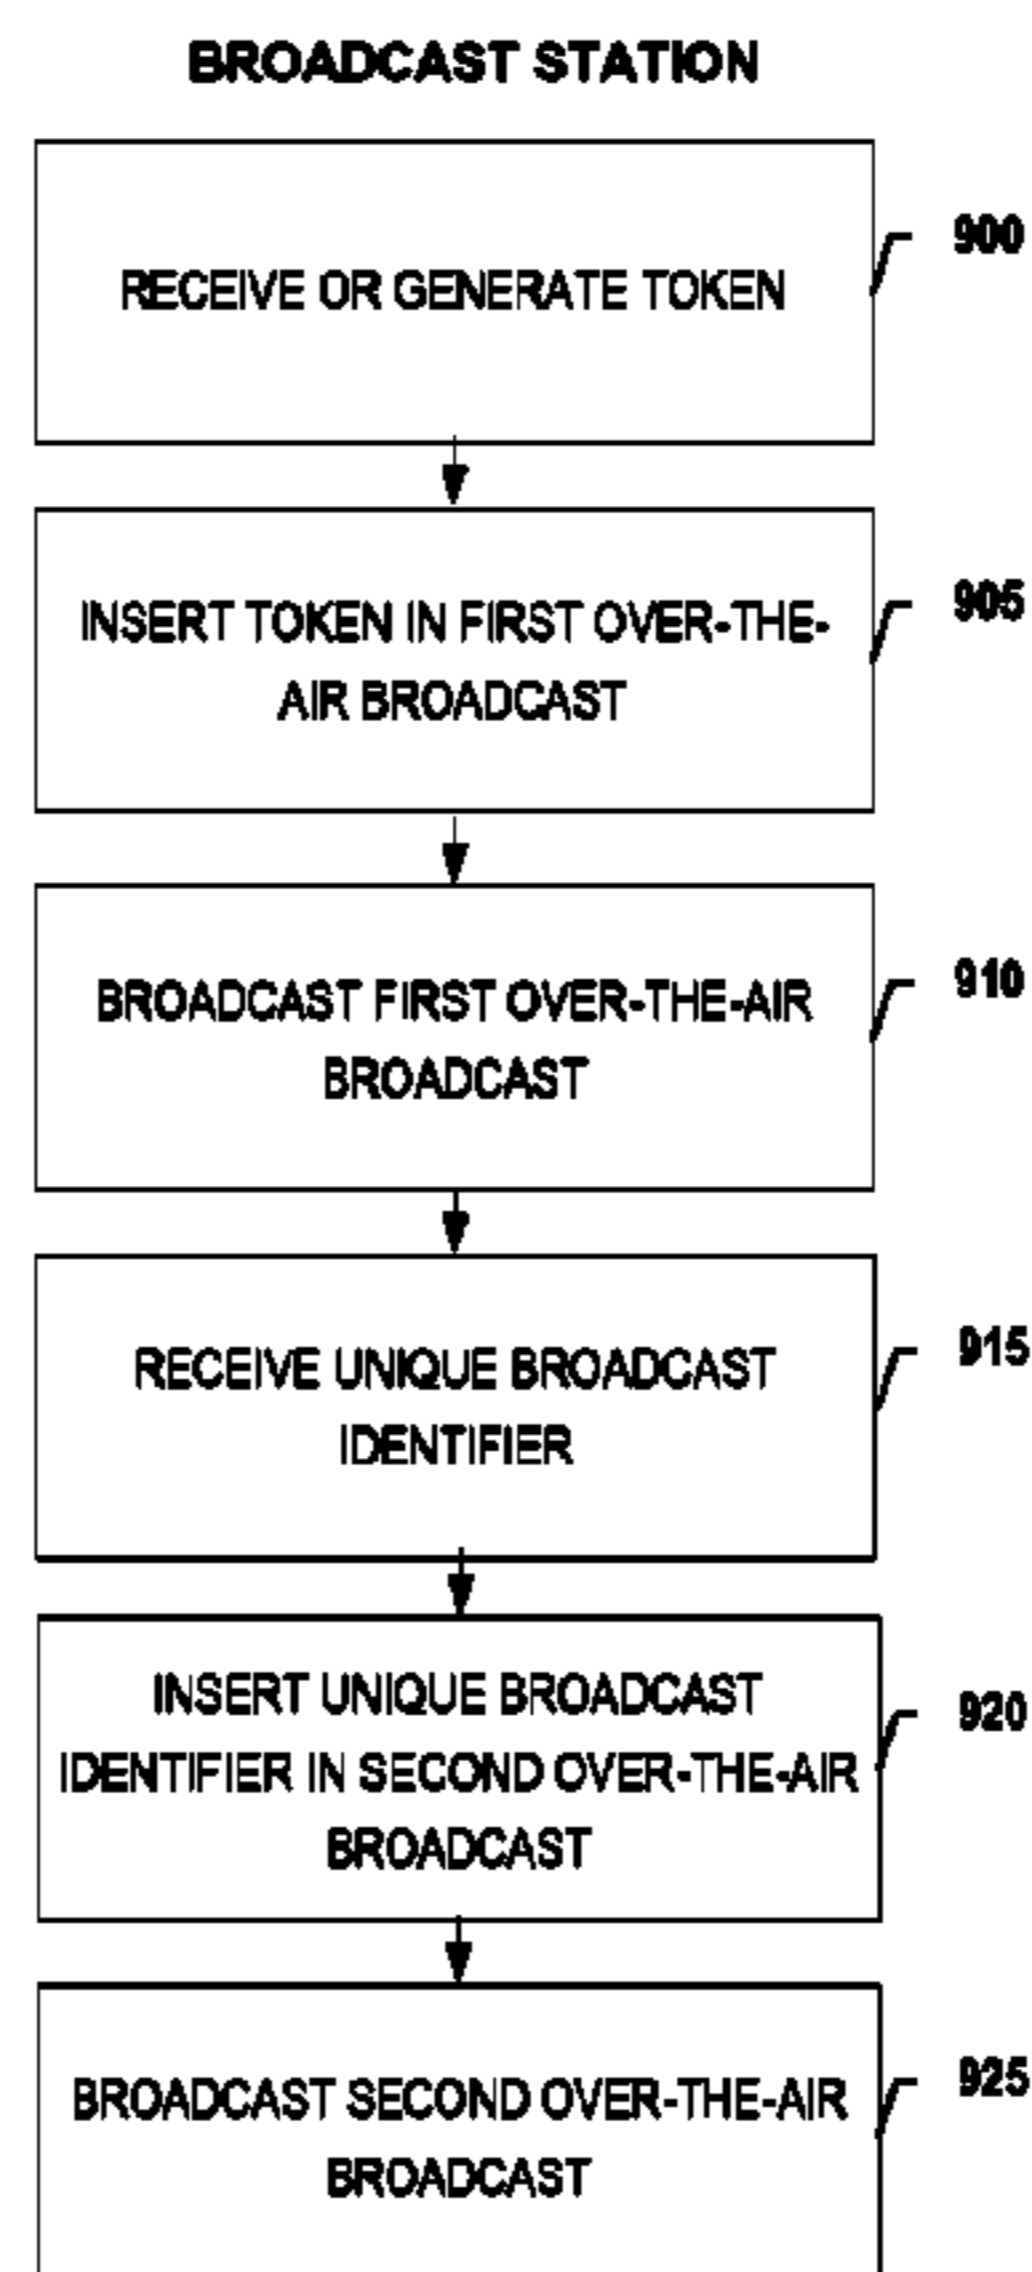 BROADCAST STATION
RECEIVE OR GENERATE TOKEN
900
INSERT TOKEN IN FIRST OVER-THE-
AIR BROADCAST
905
BROADCAST FIRST OVER-THE-AIR
BROADCAST
910
RECEIVE UNIQUE BROADCAST
IDENTIFIER
915
INSERT UNIQUE BROADCAST
IDENTIFIER IN SECOND OVER-THE-AIR
BROADCAST
920
BROADCAST SECOND OVER-THE-AIR
BROADCAST
925